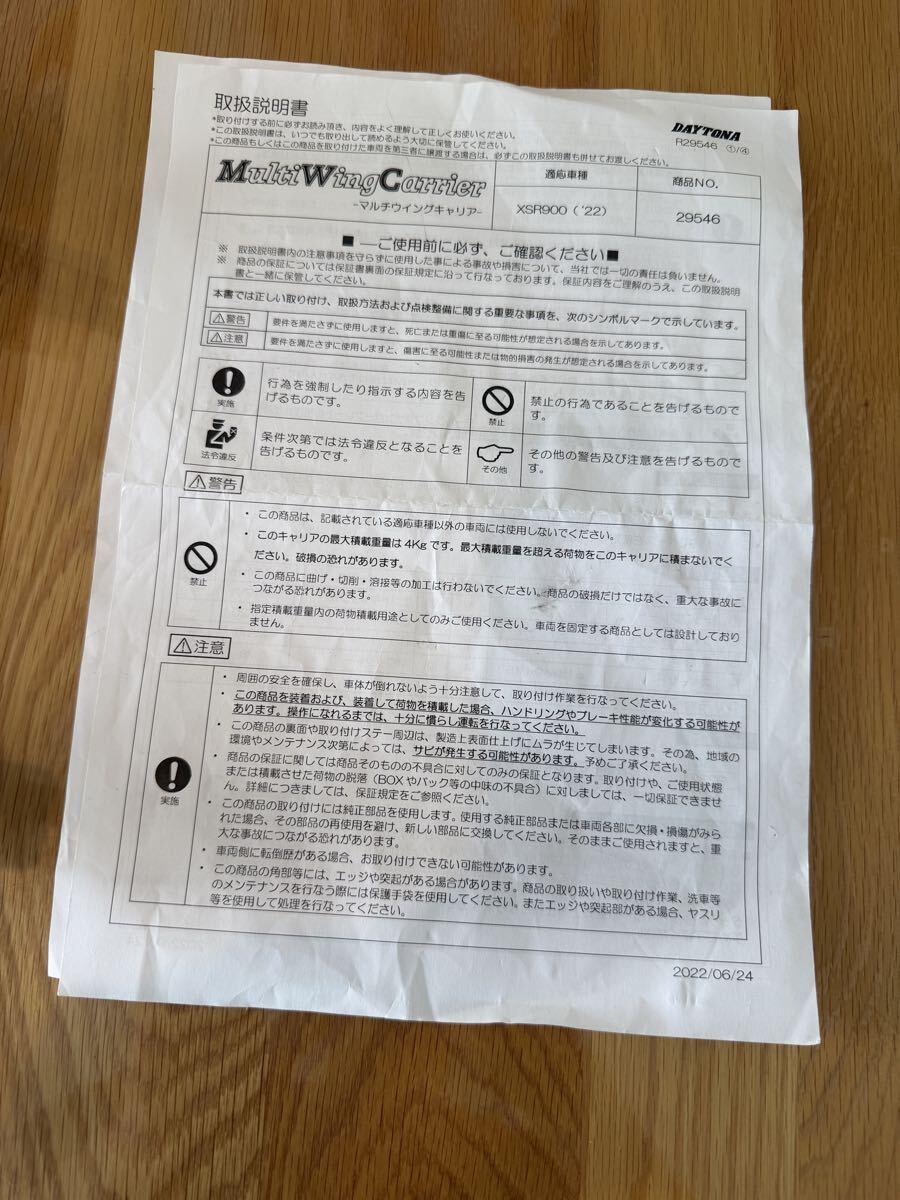 取扱説明書
*取り付けする前に必ずお読み頂き、内容をよく理解して正しくお使いください。
*この取扱説明書は、いつでも取り出して読めるよう大切に保管してください。
*この商品もしくはこの商品を取り付けた車両を第三者に譲渡する場合は、必ずこの取扱説明書も併せてお渡しください。
DAYTONA
R29546 ①/④
MultiWingCarrier
-マルチウイングキャリア-
適応車種
商品NO.
XSR900 ('22)
29546
■ ―ご使用前に必ず、ご確認ください■
※ 取扱説明書内の注意事項を守らずに使用した事による事故や損害について、当社では一切の責任は負いません。
※ 商品の保証については保証書裏面の保証規定に沿って行なっております。保証内容をご理解のうえ、この取扱説明
書と一緒に保管してください。
本書では正しい取り付け、取扱方法および点検整備に関する重要な事項を、次のシンボルマークで示しています。
⚠警告
要件を満たさずに使用しますと、死亡または重傷に至る可能性が想定される場合を示してあります。
⚠注意
要件を満たさずに使用しますと、傷害に至る可能性または物的損害の発生が想定される場合を示してあります。
実施
行為を強制したり指示する内容を告
げるものです。
禁止
禁止の行為であることを告げるもので
す。
法令違反
条件次第では法令違反となることを
告げるものです。
その他
その他の警告及び注意を告げるもので
す。
⚠警告
禁止
・ この商品は、記載されている適応車種以外の車両には使用しないでください。
・ このキャリアの最大積載重量は4Kgです。最大積載重量を超える荷物をこのキャリアに積まないでく
ださい。破損の恐れがあります。
・ この商品に曲げ・切削・溶接等の加工は行わないでください。商品の破損だけではなく、重大な事故に
つながる恐れがあります。
・ 指定積載重量内の荷物積載用途としてのみご使用ください。車両を固定する商品としては設計しており
ません。
⚠注意
実施
・ 周囲の安全を確保し、車体が倒れないよう十分注意して、取り付け作業を行なってください。
・ この商品を装着および、装着して荷物を積載した場合、ハンドリングやブレーキ性能が変化する可能性が
あります。操作になれるまでは、十分に慣らし運転を行なってください。
・ この商品の裏面や取り付けステー周辺は、製造上表面仕上げにムラが生じてしまいます。その為、地域の
環境やメンテナンス次第によっては、サビが発生する可能性があります。予めご了承ください。
・ 商品の保証に関しては商品そのものの不具合に対してのみの保証となります。取り付けや、ご使用状態
または積載させた荷物の脱落（BOXやバック等の中味の不具合）に対しましては、一切保証できませ
ん。詳細につきましては、保証規定をご参照ください。
・ この商品の取り付けには純正部品を使用します。使用する純正部品または車両各部に欠損・損傷がみら
れた場合、その部品の再使用を避け、新しい部品に交換してください。そのままご使用されますと、重
大な事故につながる恐れがあります。
・ 車両側に転倒歴がある場合、お取り付けできない可能性があります。
・ この商品の角部等には、エッジや突起がある場合があります。商品の取り扱いや取り付け作業、洗車等
のメンテナンスを行なう際には保護手袋を使用してください。またエッジや突起部がある場合、ヤスリ
等を使用して処理を行なってください。
2022/06/24